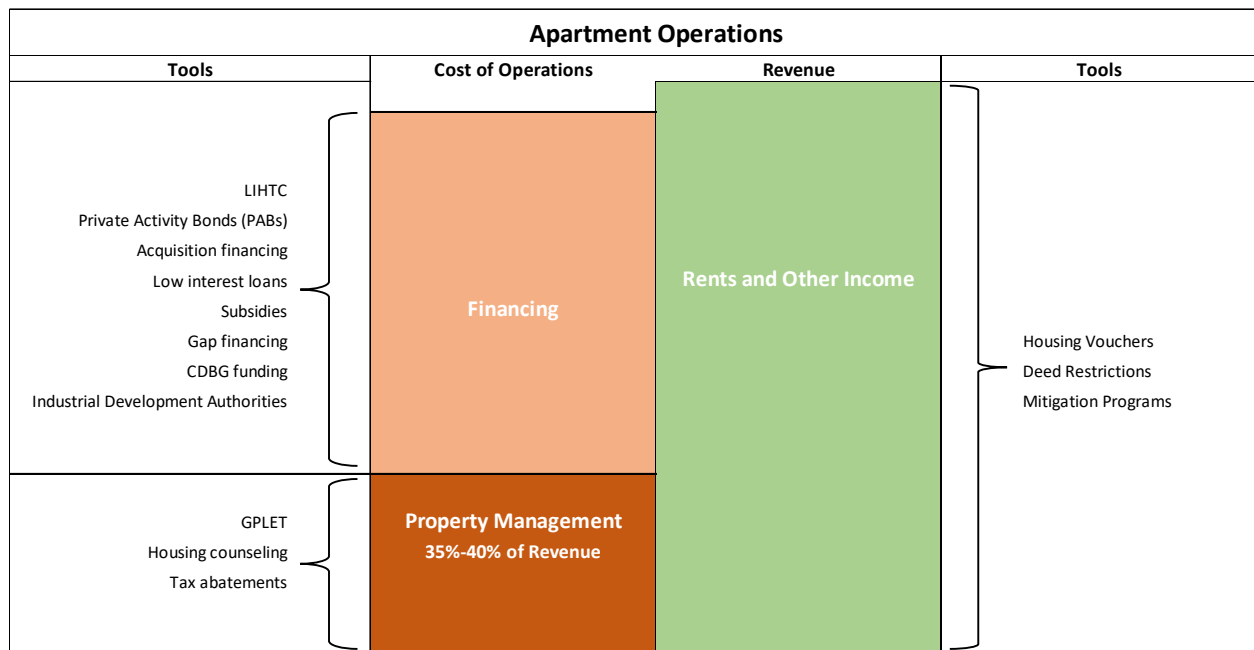 Apartment Operations
Tools
Cost of Operations
Revenue
Tools
LIHTC
Private Activity Bonds (PABs)
Acquisition financing
Low interest loans
Subsidies
Gap financing
CDBG funding
Industrial Development Authorities
Financing
Rents and Other Income
Housing Vouchers
Deed Restrictions
Mitigation Programs
GPLET
Housing counseling
Tax abatements
Property Management
35%-40% of Revenue